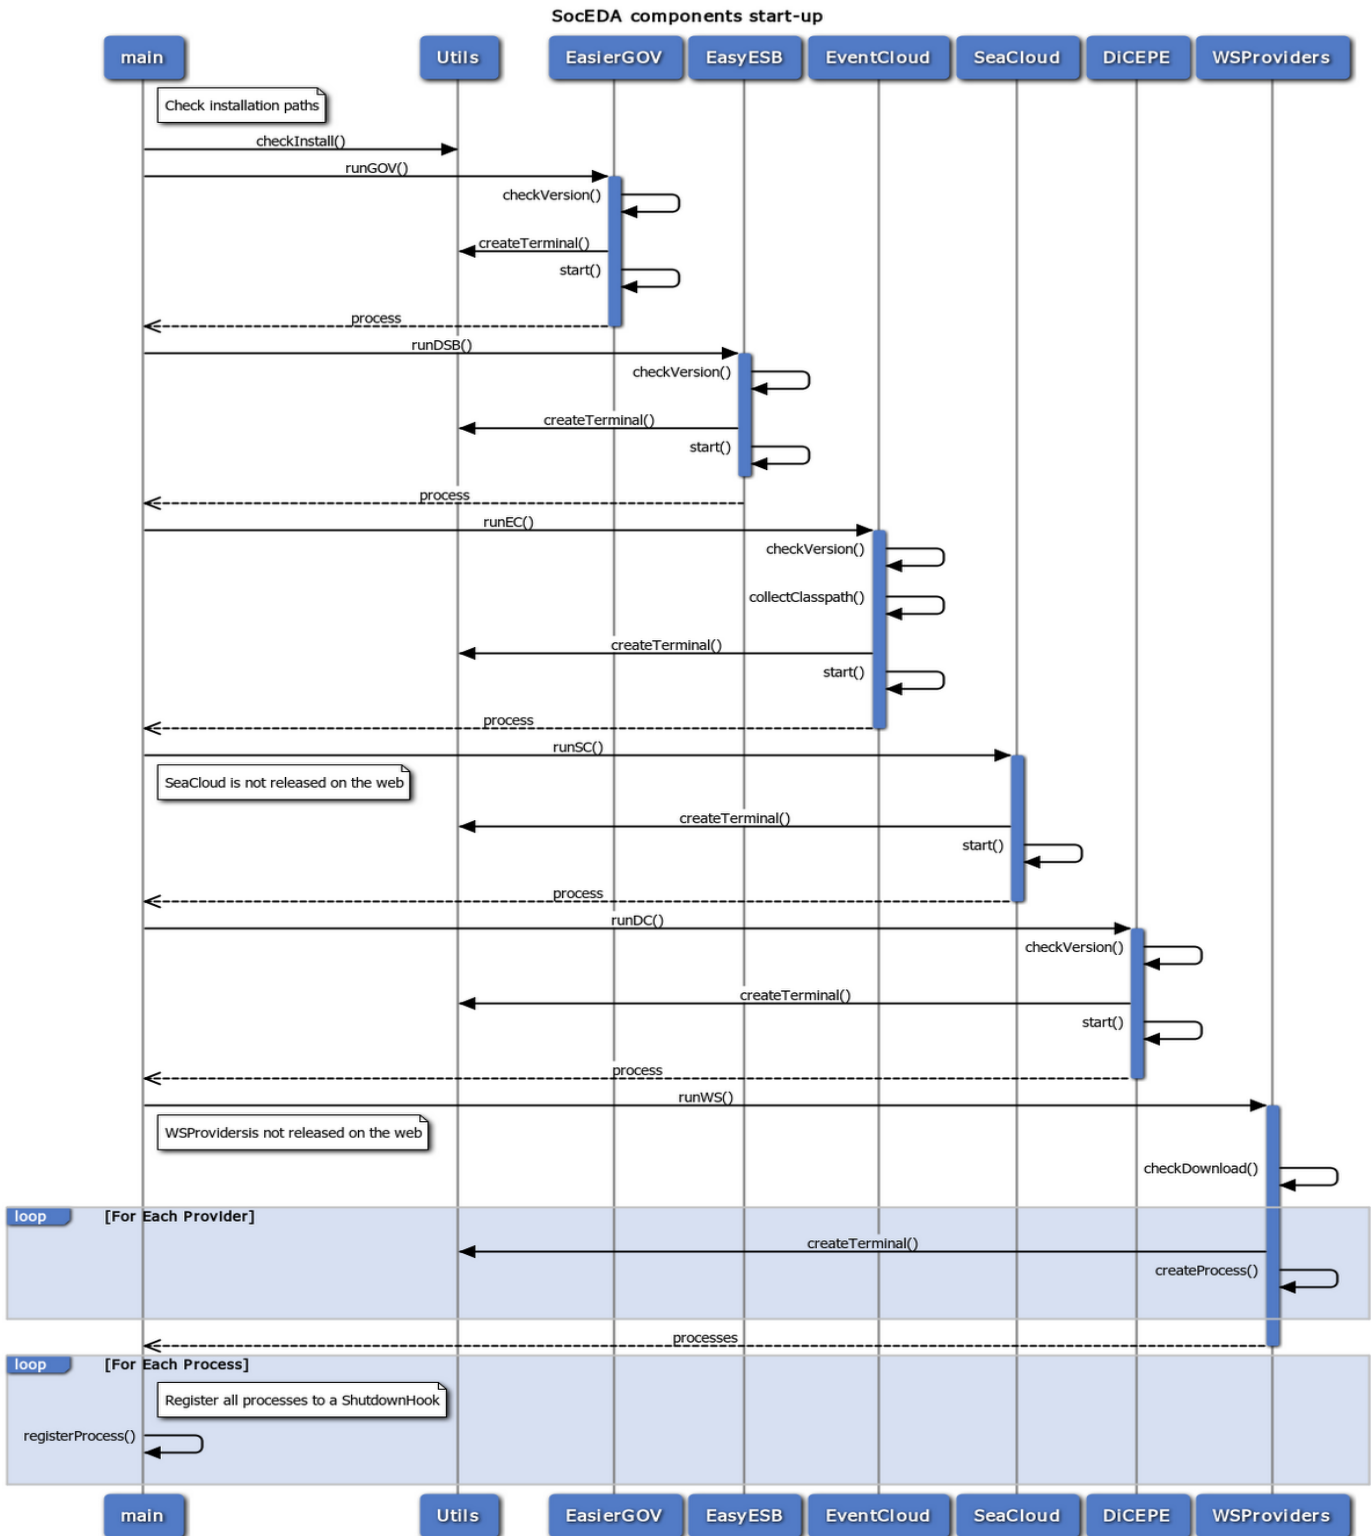 SocEDA components start-up
main Utils EasierGOV EasyESB EventCloud SeaCloud DiCEPE WSProviders
Check installation paths
checkInstall()
runGOV()
checkVersion()
createTerminal()
start()
process
runDSB()
checkVersion()
createTerminal()
start()
process
runEC()
checkVersion()
collectClasspath()
createTerminal()
start()
process
runSC()
SeaCloud is not released on the web
createTerminal()
start()
process
runDC()
checkVersion()
createTerminal()
start()
process
runWS()
WSProvidersis not released on the web
checkDownload()
loop [For Each Provider]
createTerminal()
createProcess()
processes
loop [For Each Process]
Register all processes to a ShutdownHook
registerProcess()
main Utils EasierGOV EasyESB EventCloud SeaCloud DiCEPE WSProviders